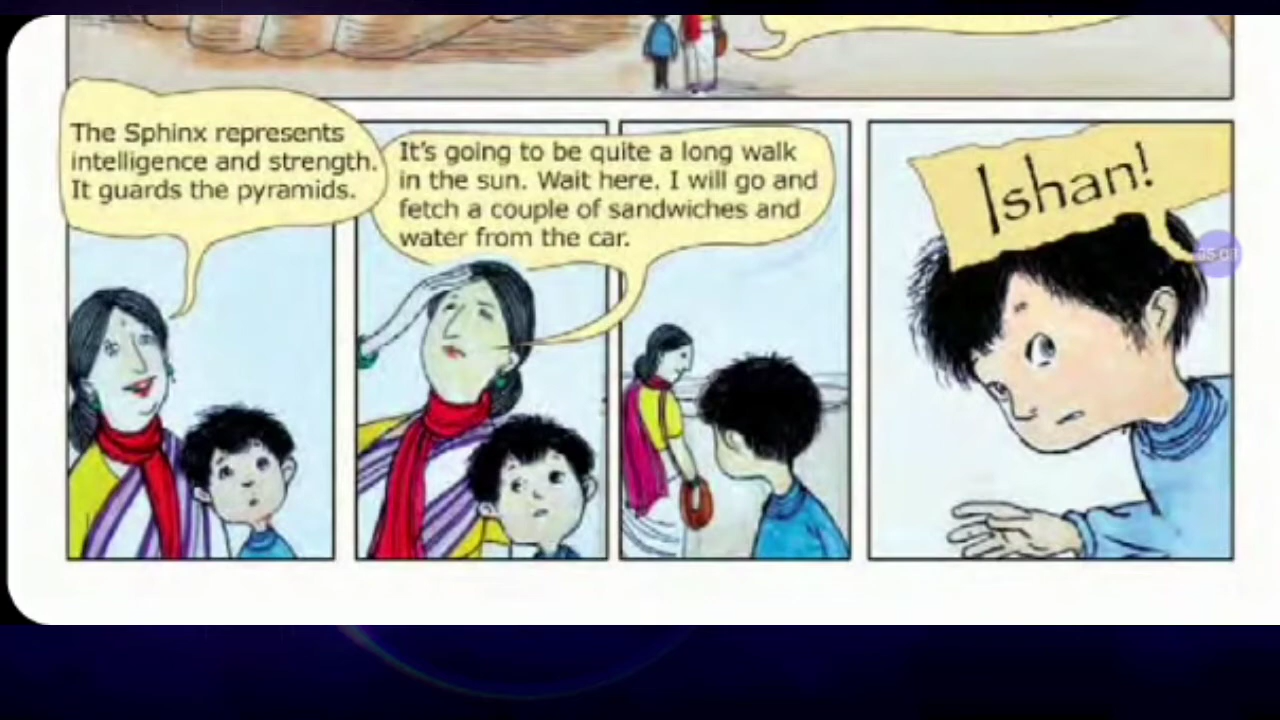 The Sphinx represents
intelligence and strength.
It guards the pyramids.
It's going to be quite a long walk
in the sun. Wait here. I will go and
fetch a couple of sandwiches and
water from the car.
Ishan!